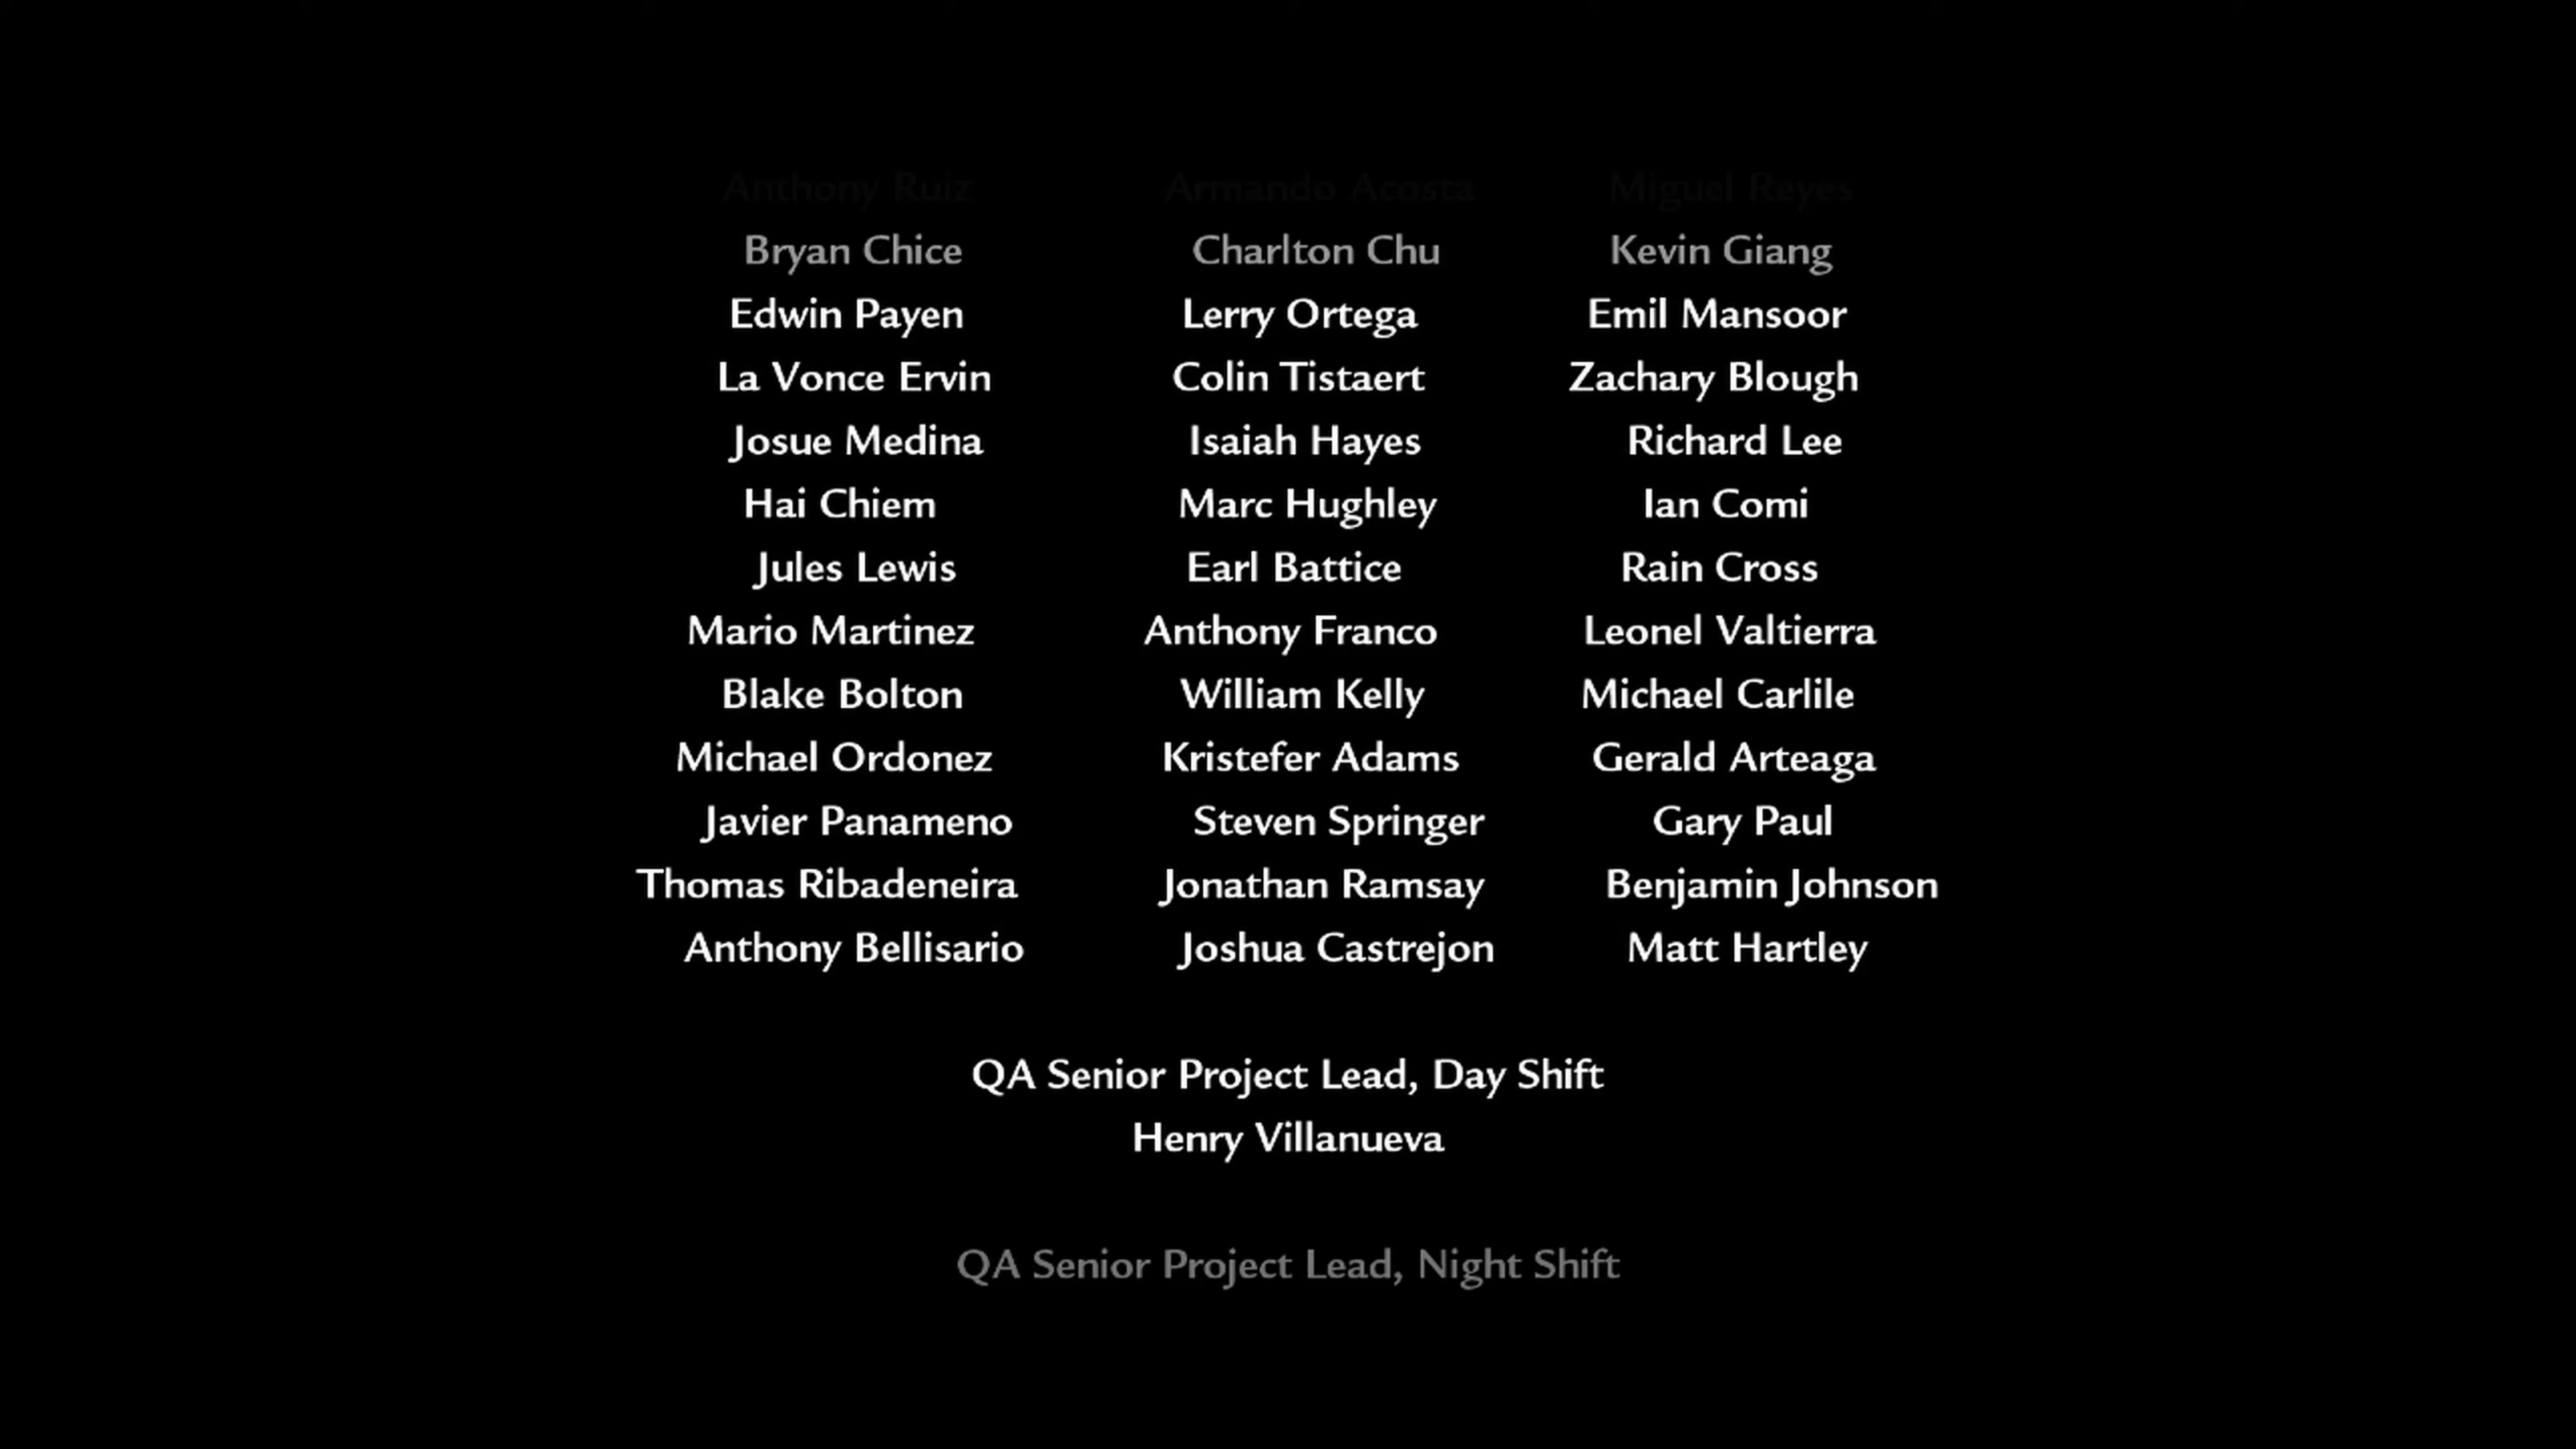 Anthony Ruiz Armando Acosta Miguel Reyes
Bryan Chice Charlton Chu Kevin Giang
Edwin Payen Lerry Ortega Emil Mansoor
La Vonce Ervin Colin Tistaert Zachary Blough
Josue Medina Isaiah Hayes Richard Lee
Hai Chiem Marc Hughley Ian Comi
Jules Lewis Earl Battice Rain Cross
Mario Martinez Anthony Franco Leonel Valtierra
Blake Bolton William Kelly Michael Carlile
Michael Ordonez Kristefer Adams Gerald Arteaga
Javier Panameno Steven Springer Gary Paul
Thomas Ribadeneira Jonathan Ramsay Benjamin Johnson
Anthony Bellisario Joshua Castrejon Matt Hartley
QA Senior Project Lead, Day Shift
Henry Villanueva
QA Senior Project Lead, Night Shift